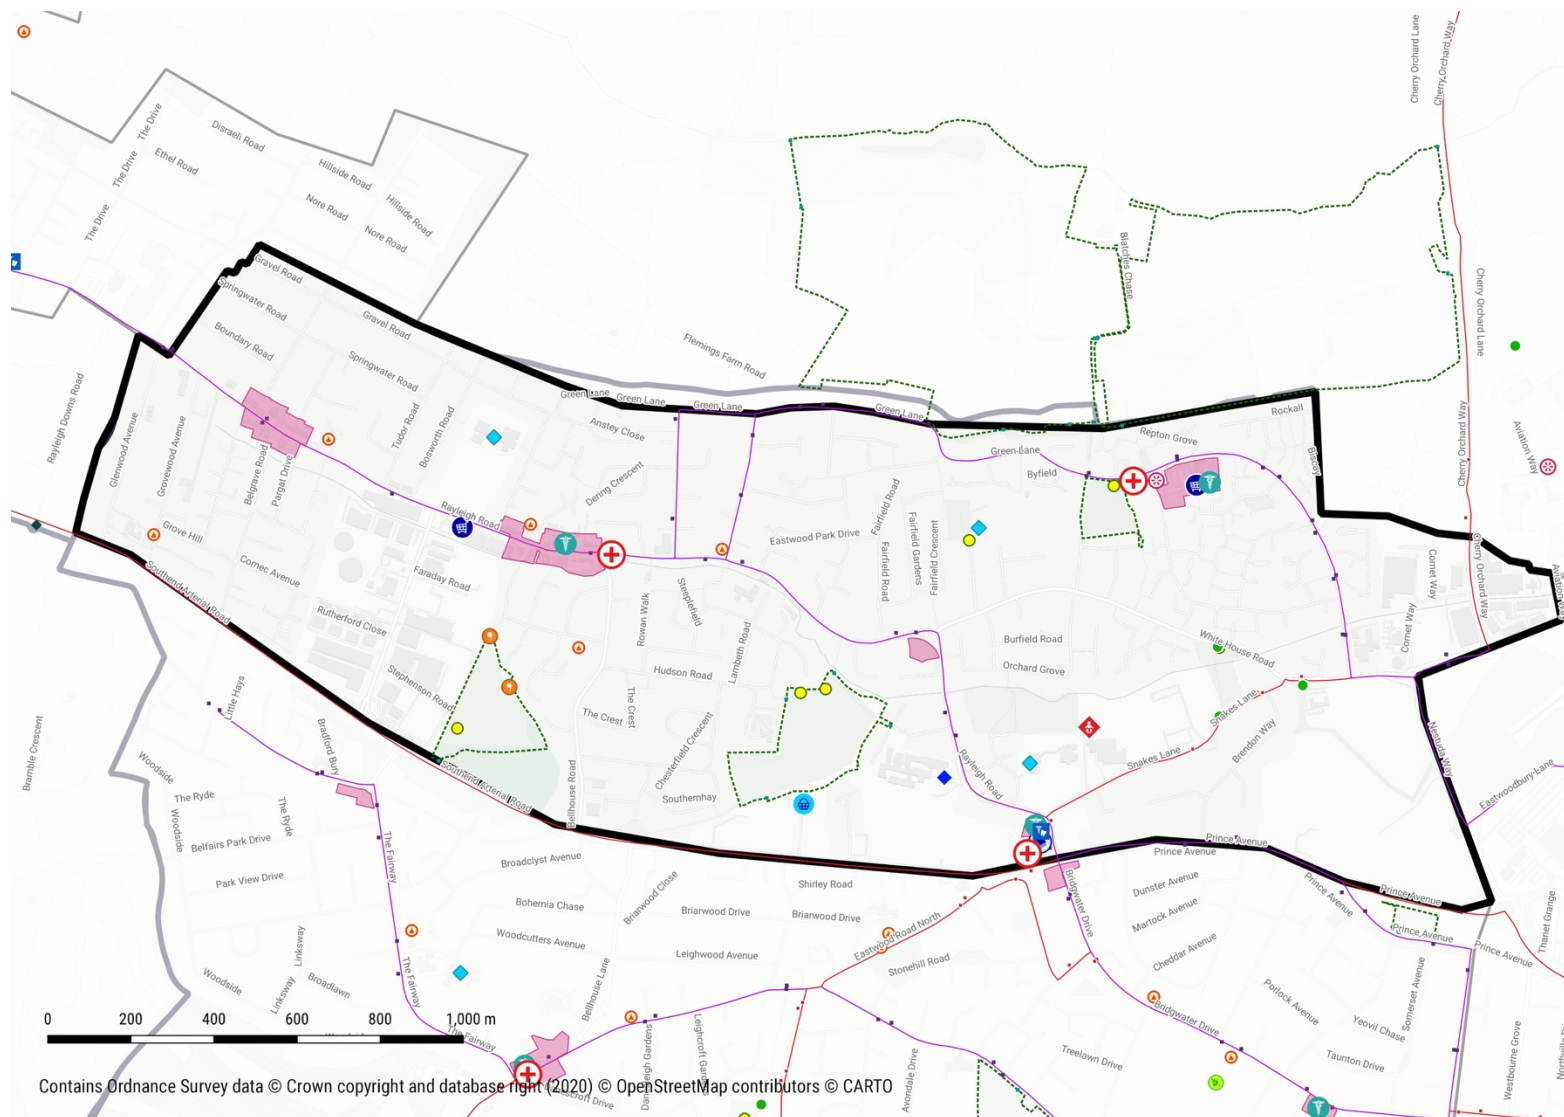 Cherry Orchard Lane
Cherry Orchard Way
The Drive
Disraeli Road
Ethel Road
The Drive
Hillside Road
Hillside Road
Nore Road
The Drive
Nore Road
Blatches Chase
Gravel Road
Springwater Road
Gravel Road
Cherry Orchard Lane
Boundary Road
Flemings Farm Road
Springwater Road
Rayleigh Downs Road
Green Lane
Green Lane
Green Lane
Green Lane
Rockall
Glenwood Avenue
Grovewood Avenue
Tudor Road
Bosworth Road
Anstey Close
Repton Grove
Cherry Orchard Way
Aviation Way
Green Lane
Biscay
Belgrave Road
Pargat Drive
Dering Crescent
Byfield
Rayleigh Road
Fairfield Road
Fairfield Gardens
Fairfield Crescent
Grove Hill
Eastwood Park Drive
Fairfield Road
Comet Way
Cherry Orchard Way
Aviation Way
Comec Avenue
Faraday Road
Southend Arterial Road
Steeplefield
Rowan Walk
Rutherford Close
Lambeth Road
Burfield Road
Comet Way
White House Road
Orchard Grove
Hudson Road
Stephenson Road
Little Hays
The Crest
The Crest
Snakes Lane
Bradford Bury
Chesterfield Crescent
Brendon Way
Nestuda Way
Bramble Crescent
Woodside
Southend Arterial Road
Bellhouse Road
Southernhay
Rayleigh Road
Snakes Lane
Eastwoodbury Lane
The Ryde
The Ryde
Woodside
Belfairs Park Drive
The Fairway
Prince Avenue
Prince Avenue
Broadclyst Avenue
Park View Drive
Shirley Road
Briarwood Close
Bridgwater Drive
Dunster Avenue
Prince Avenue
Prince Avenue
Bohemia Chase
Briarwood Drive
Briarwood Drive
Martock Avenue
Eastwood Road North
Thanet Grange
Linksway
Woodcutters Avenue
Leighwood Avenue
Cheddar Avenue
Prince Avenue
Prince Avenue
Stonehill Road
Woodside
Linksway
Broadlawn
The Fairway
Bellhouse Lane
Porlock Avenue
Somerset Avenue
0 200 400 600 800 1,000 m
The Fairway
Leighcroft Gardens
Danescroft Gardens
Bridgwater Drive
Yeovil Chase
Westbourne Grove
Treelawn Drive
Taunton Drive
Avondale Drive
Contains Ordnance Survey data © Crown copyright and database right (2020) © OpenStreetMap contributors © CARTO